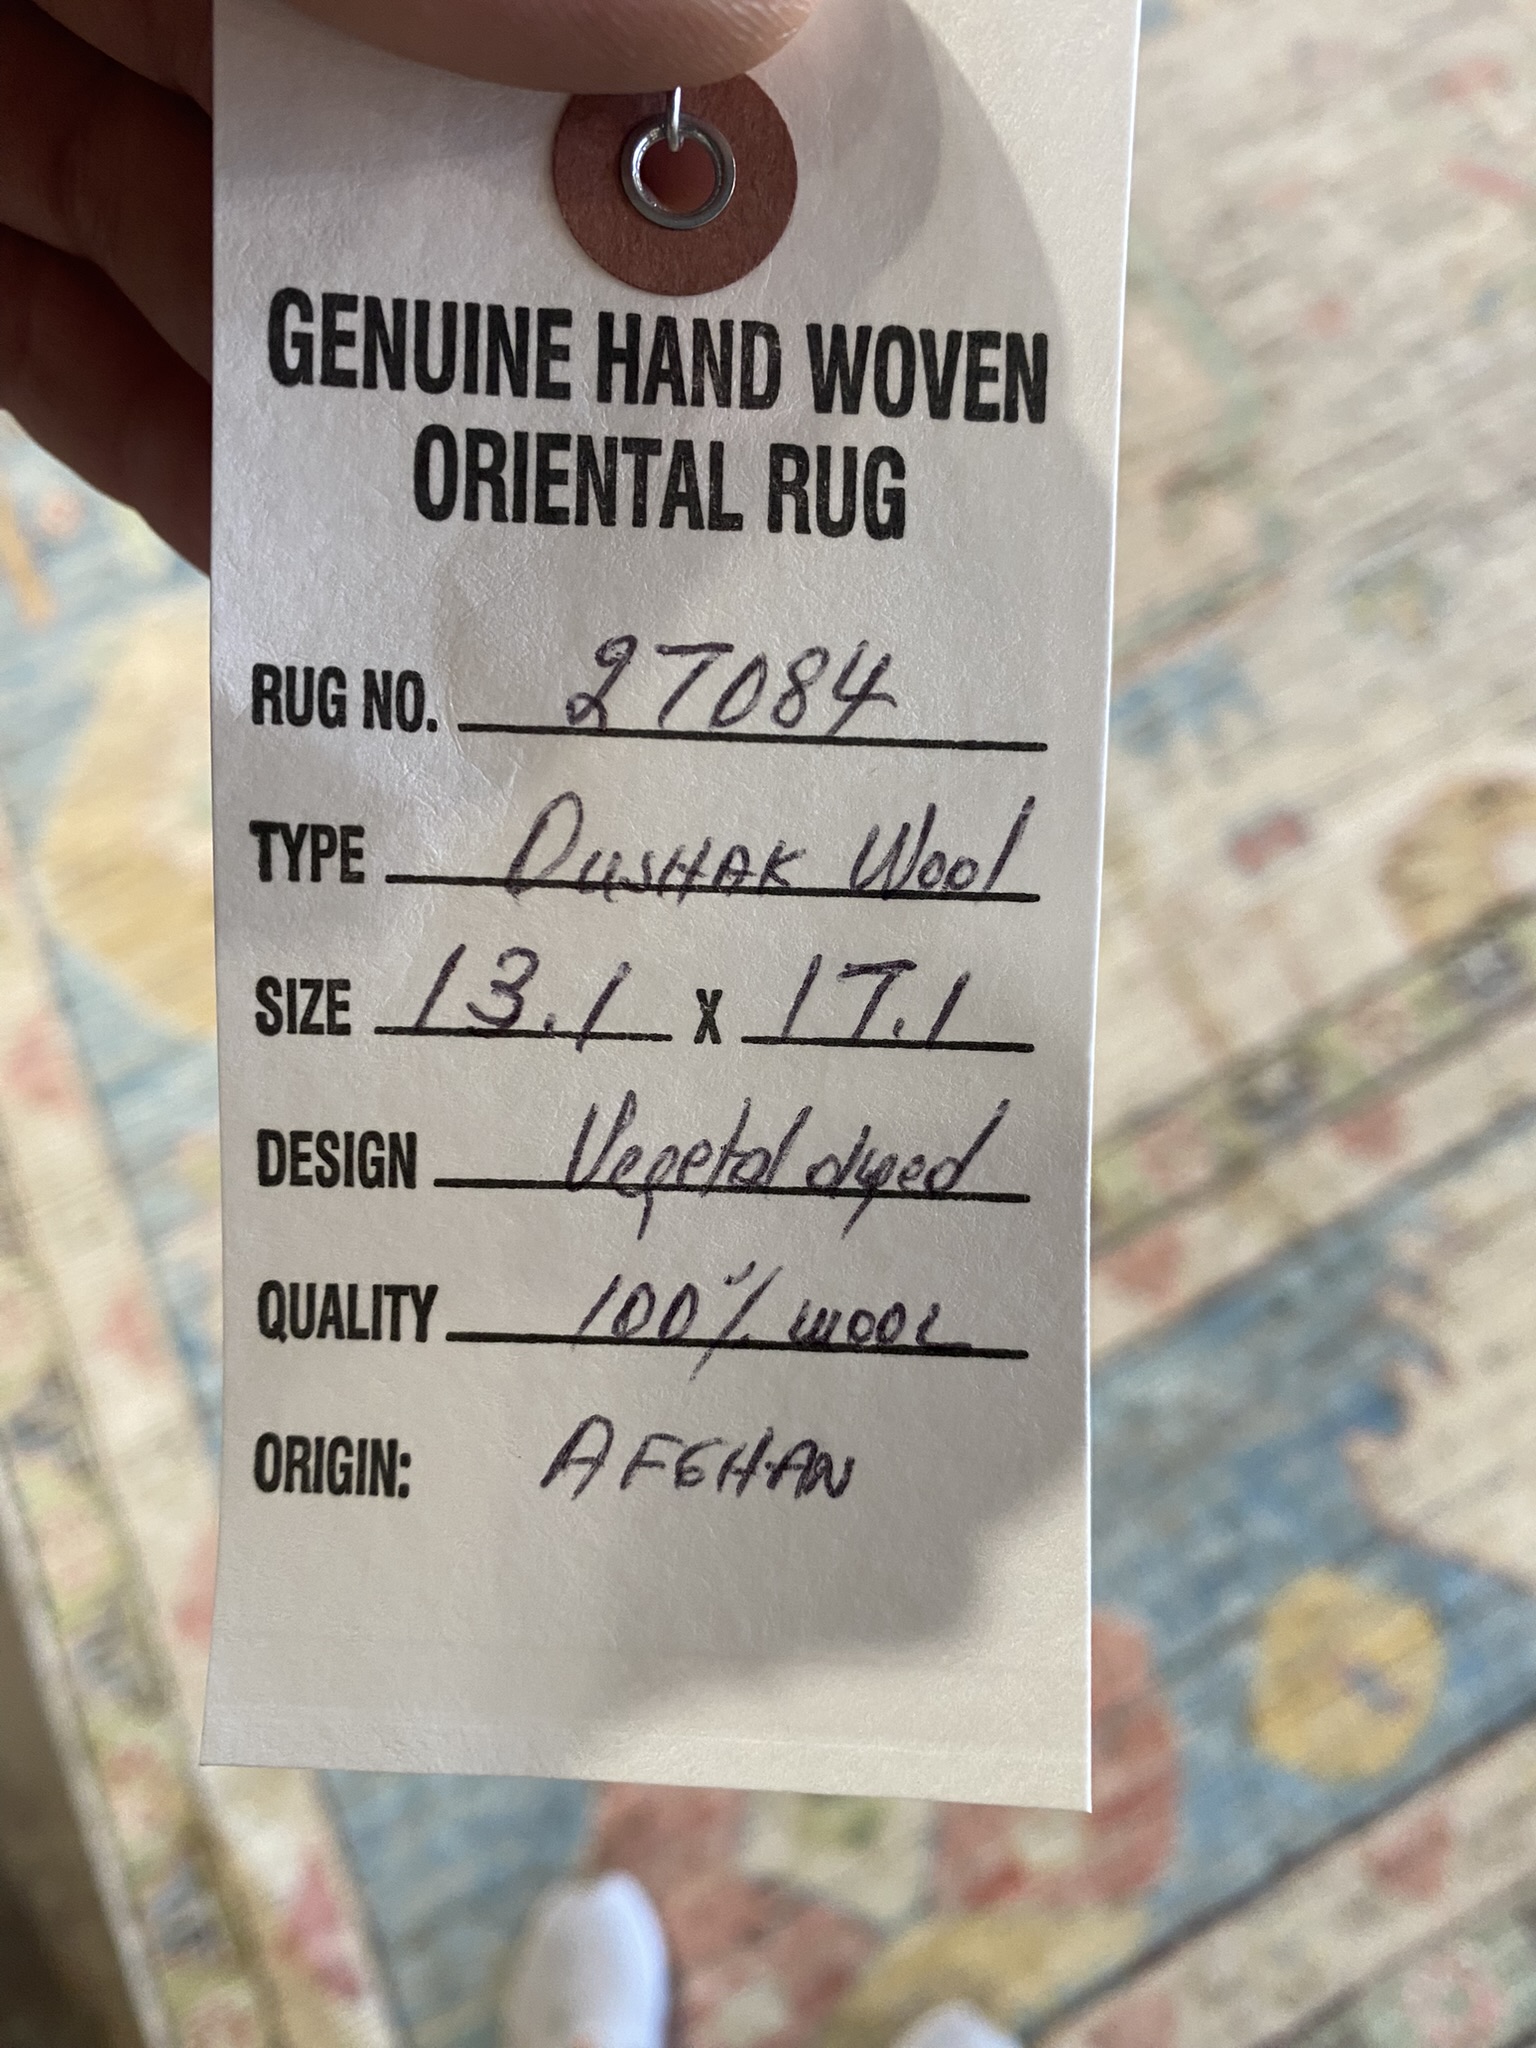 GENUINE HAND WOVEN
ORIENTAL RUG
RUG NO. 27084
TYPE Oushak Wool
SIZE 13.1 X 17.1
DESIGN Vegetal dyed
QUALITY 100% wool
ORIGIN: AFGHAN